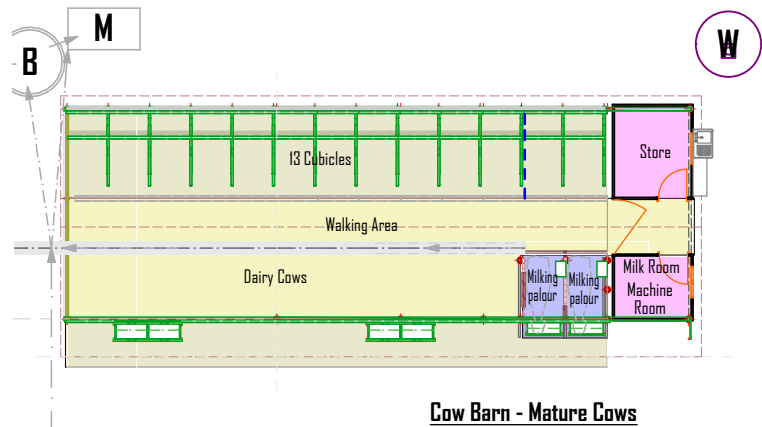 M
B
W
Store
13 Cubicles
Walking Area
Dairy Cows
Milking
palour
Milking
palour
Milk Room
Machine
Room
Cow Barn - Mature Cows